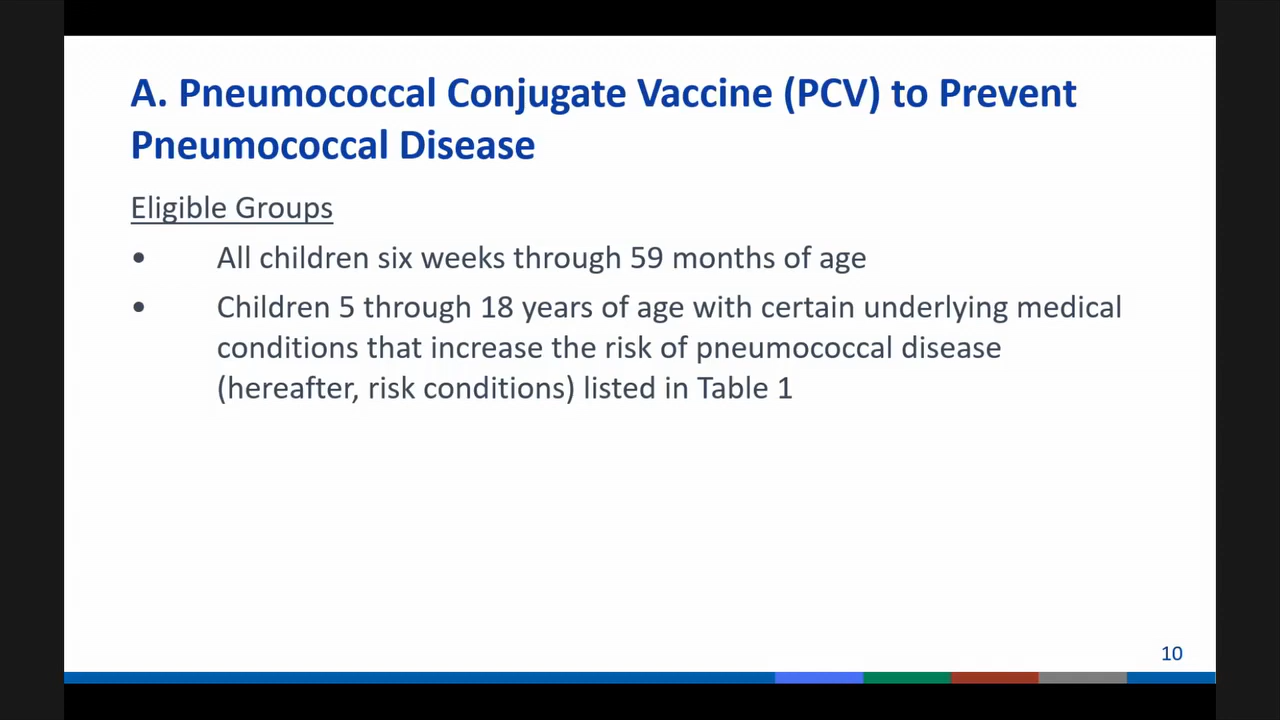 A. Pneumococcal Conjugate Vaccine (PCV) to Prevent
Pneumococcal Disease
Eligible Groups
• All children six weeks through 59 months of age
• Children 5 through 18 years of age with certain underlying medical
conditions that increase the risk of pneumococcal disease
(hereafter, risk conditions) listed in Table 1
10